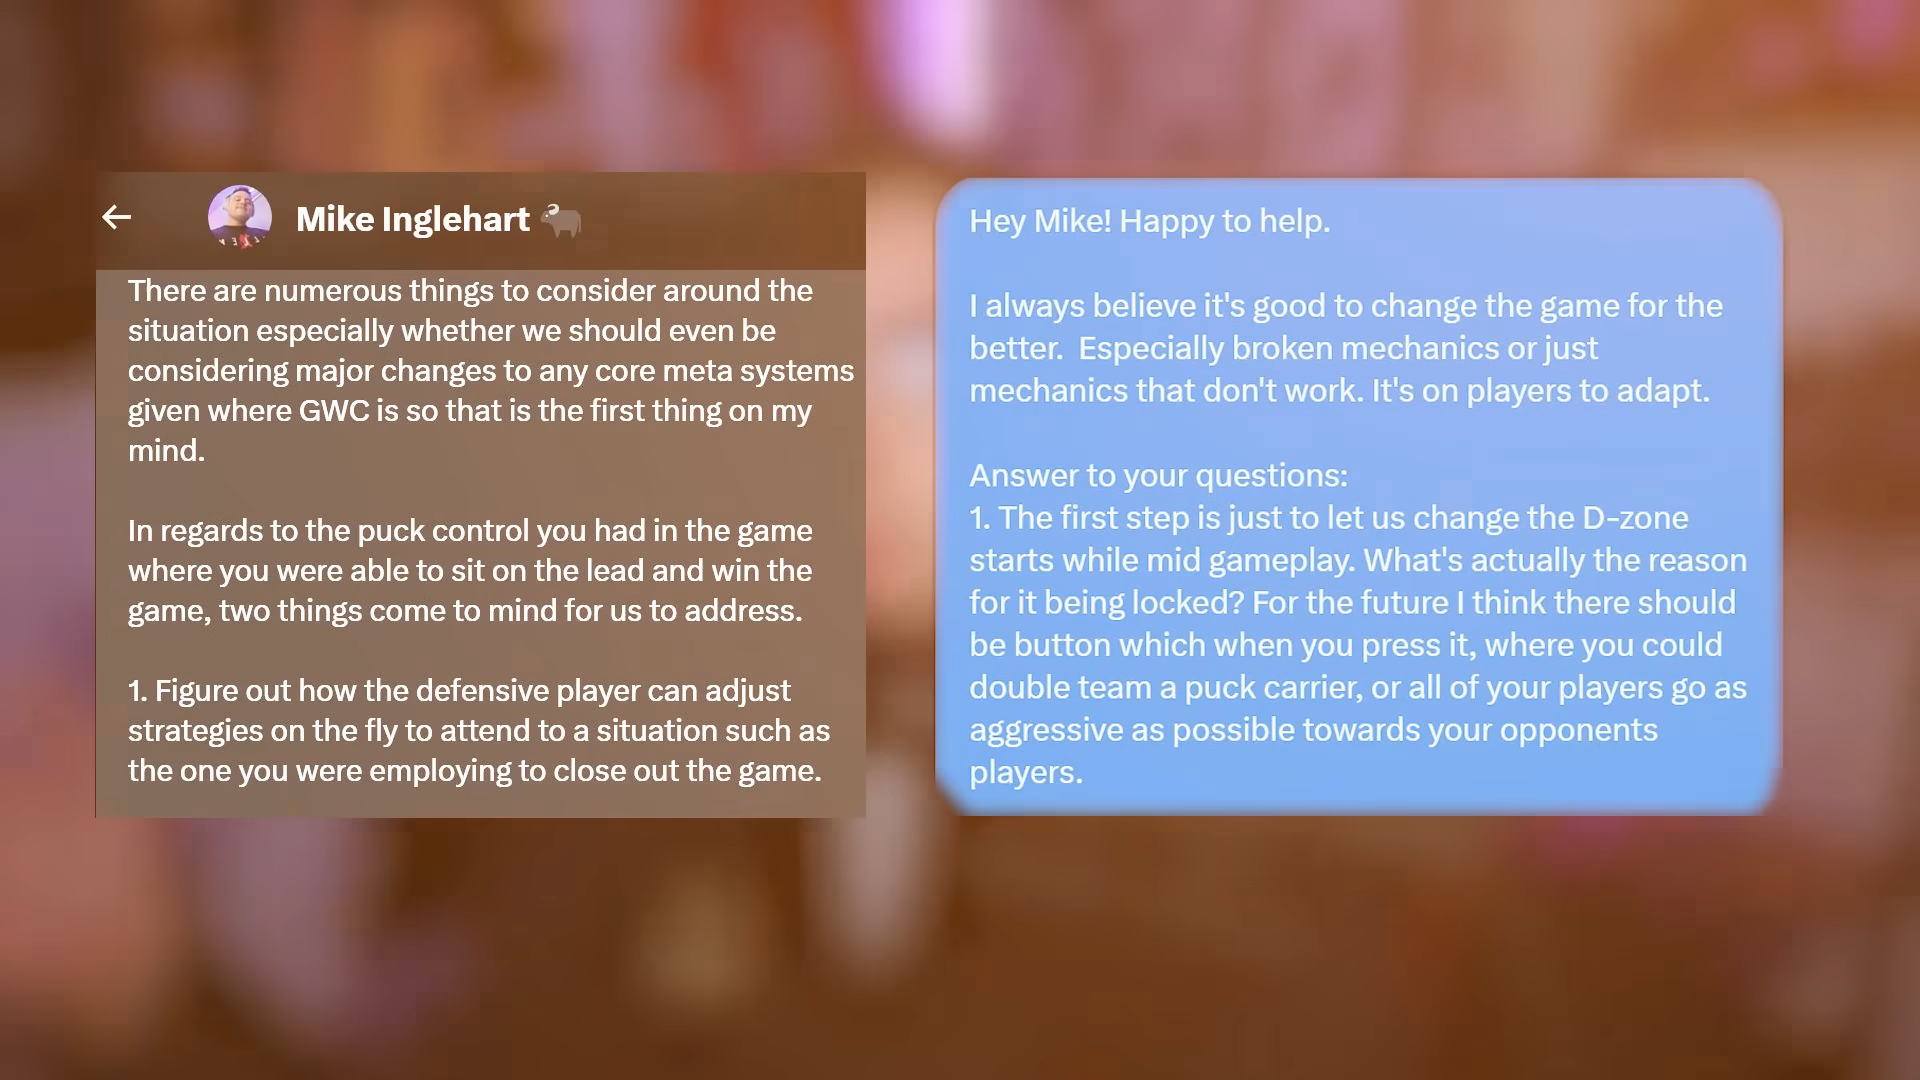 Mike Inglehart
There are numerous things to consider around the
situation especially whether we should even be
considering major changes to any core meta systems
given where GWC is so that is the first thing on my
mind.
In regards to the puck control you had in the game
where you were able to sit on the lead and win the
game, two things come to mind for us to address.
1. Figure out how the defensive player can adjust
strategies on the fly to attend to a situation such as
the one you were employing to close out the game.
Hey Mike! Happy to help.
I always believe it's good to change the game for the
better.  Especially broken mechanics or just
mechanics that don't work. It's on players to adapt.
Answer to your questions:
1. The first step is just to let us change the D-zone
starts while mid gameplay. What's actually the reason
for it being locked? For the future I think there should
be button which when you press it, where you could
double team a puck carrier, or all of your players go as
aggressive as possible towards your opponents
players.